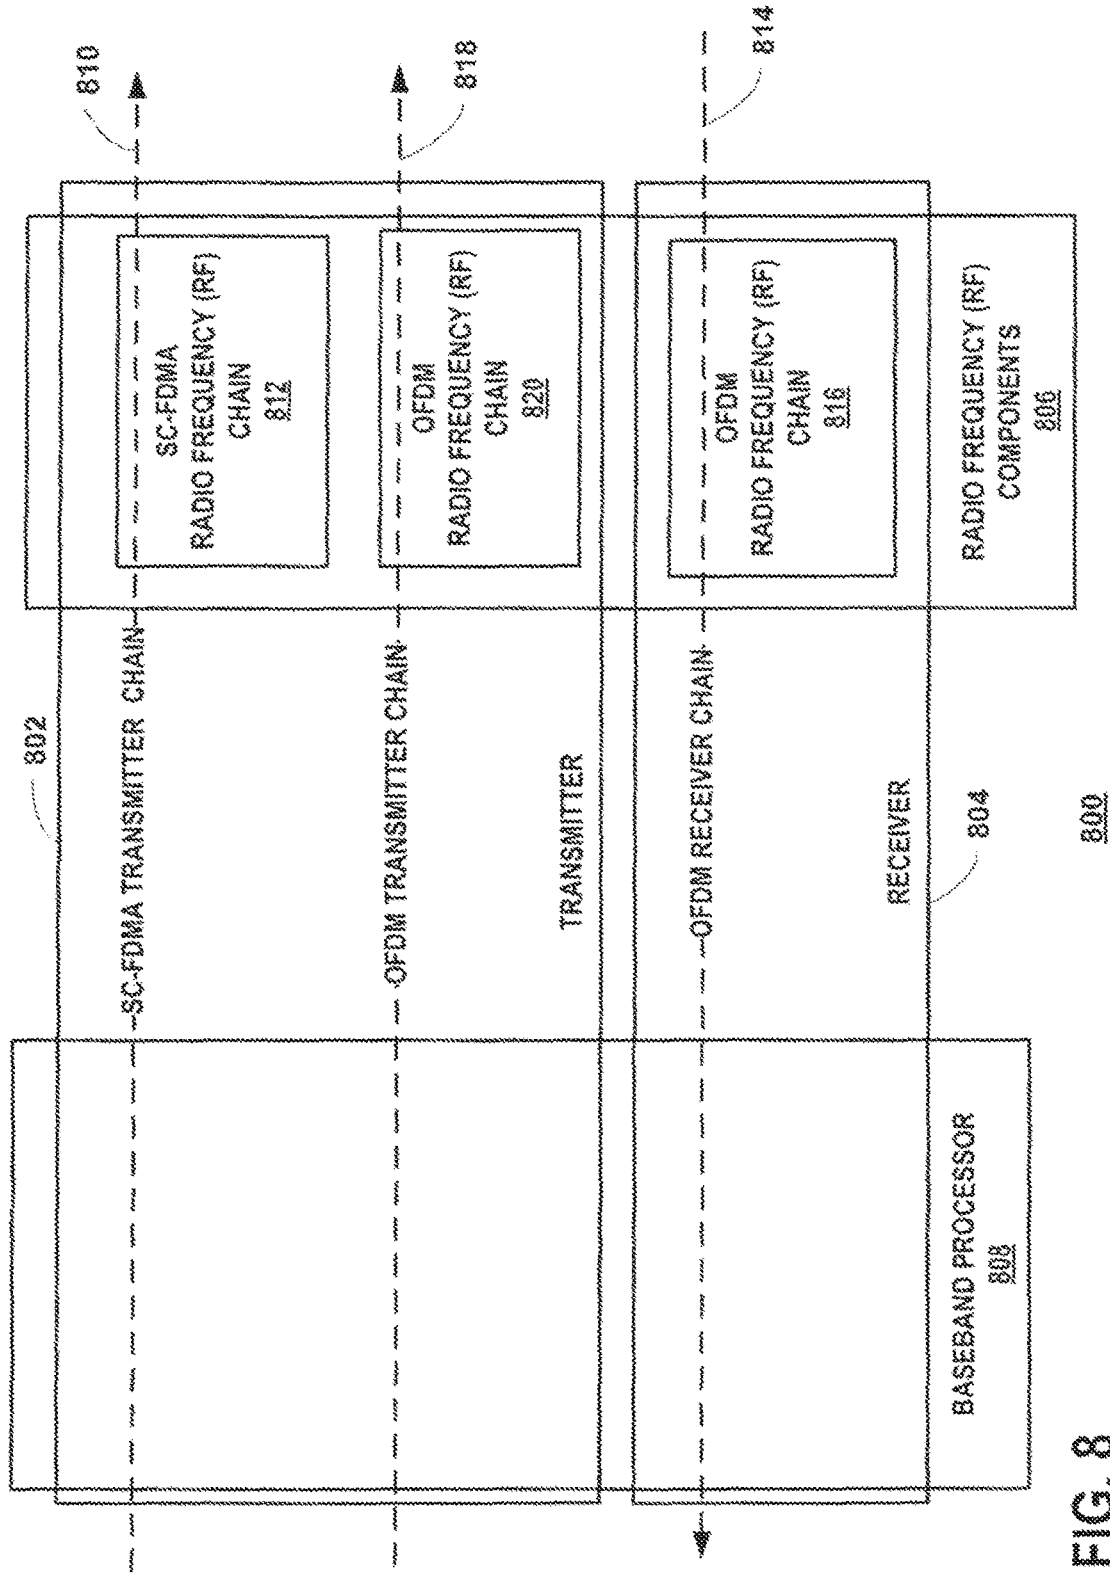 810
818
814
802
SC-FDMA TRANSMITTER CHAIN
SC-FDMA
RADIO FREQUENCY (RF)
CHAIN
812
OFDM TRANSMITTER CHAIN
OFDM
RADIO FREQUENCY (RF)
CHAIN
820
TRANSMITTER
OFDM RECEIVER CHAIN
OFDM
RADIO FREQUENCY (RF)
CHAIN
816
RECEIVER
804
BASEBAND PROCESSOR
808
RADIO FREQUENCY (RF)
COMPONENTS
806
800
FIG. 8